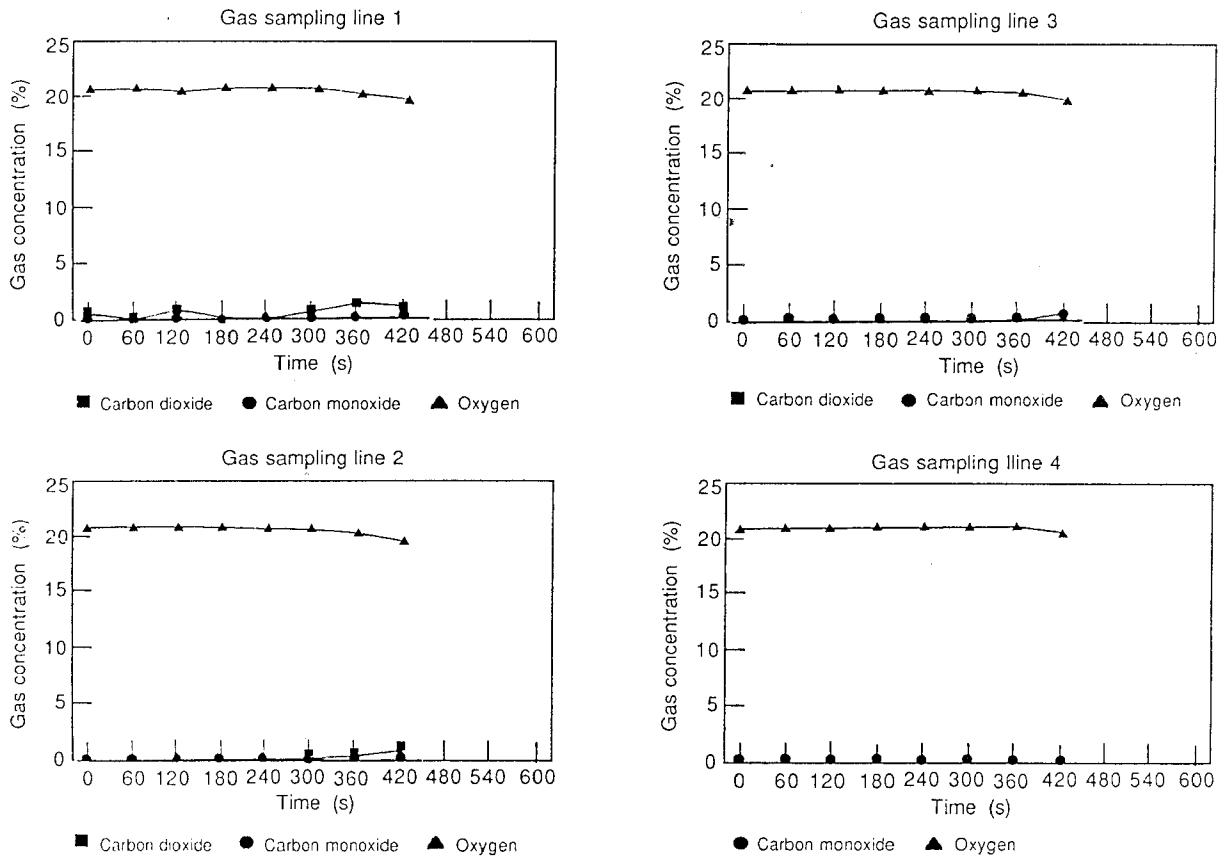 Gas sampling line 1
Gas concentration (%)
25
20
15
10
5
0
0 60 120 180 240 300 360 420 480 540 600
Time (s)
Carbon dioxide Carbon monoxide Oxygen
Gas sampling line 3
Gas concentration (%)
25
20
15
10
5
0
0 60 120 180 240 300 360 420 480 540 600
Time (s)
Carbon dioxide Carbon monoxide Oxygen
Gas sampling line 2
Gas concentration (%)
25
20
15
10
5
0
0 60 120 180 240 300 360 420 480 540 600
Time (s)
Carbon dioxide Carbon monoxide Oxygen
Gas sampling lline 4
Gas concentration (%)
25
20
15
10
5
0
0 60 120 180 240 300 360 420 480 540 600
Time (s)
Carbon monoxide Oxygen